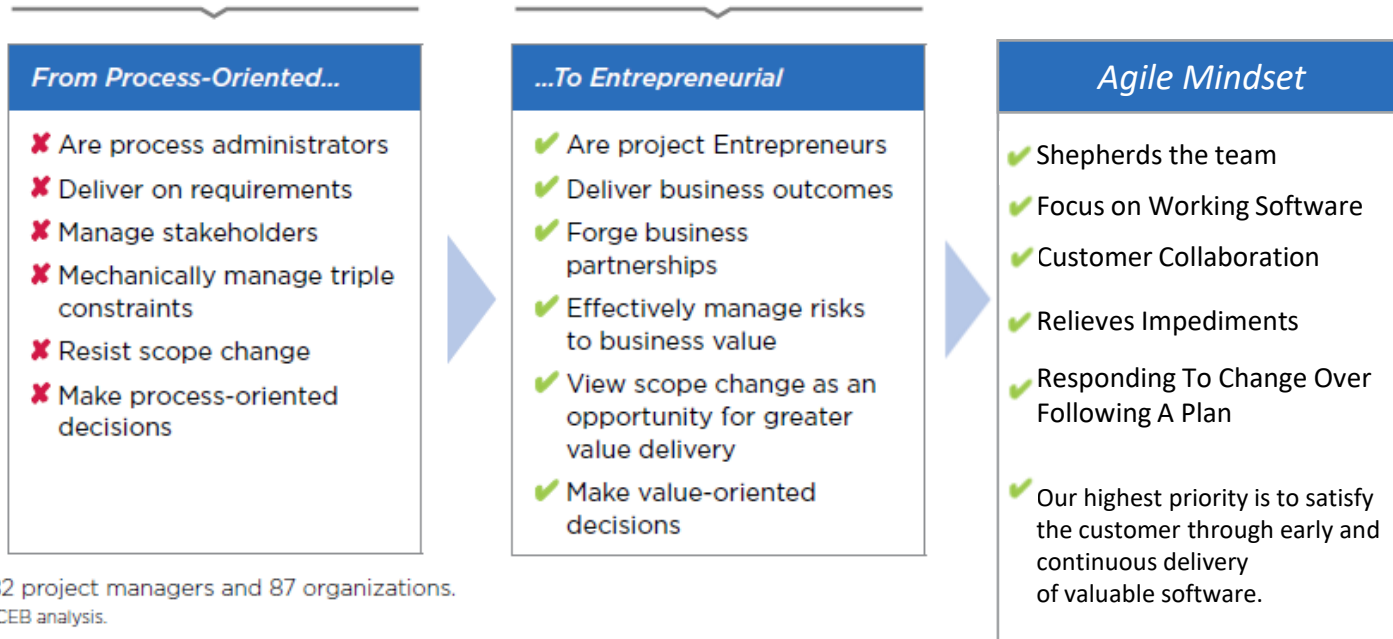 From Process-Oriented...
Are process administrators
Deliver on requirements
Manage stakeholders
Mechanically manage triple
constraints
Resist scope change
Make process-oriented
decisions
...To Entrepreneurial
Are project Entrepreneurs
Deliver business outcomes
Forge business
partnerships
Effectively manage risks
to business value
View scope change as an
opportunity for greater
value delivery
Make value-oriented
decisions
Agile Mindset
Shepherds the team
Focus on Working Software
Customer Collaboration
Relieves Impediments
Responding To Change Over
Following A Plan
Our highest priority is to satisfy
the customer through early and
continuous delivery
of valuable software.
2 project managers and 87 organizations.
CEB analysis.